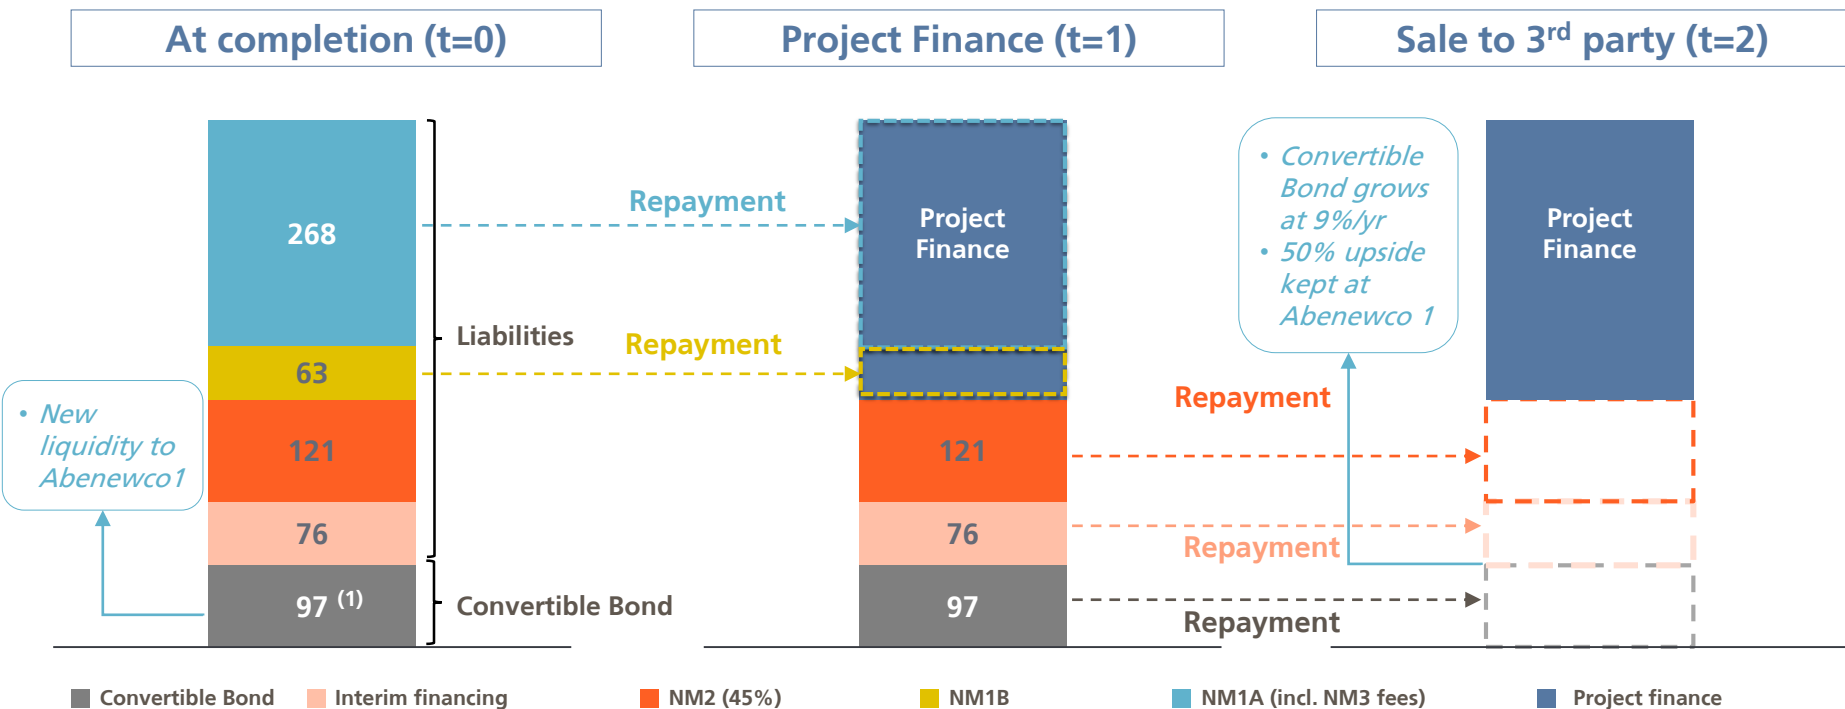 At completion (t=0)
Project Finance (t=1)
Sale to 3rd party (t=2)
268
63
121
76
97 (1)
Liabilities
Convertible Bond
• New
liquidity to
Abenewco1
Repayment
Repayment
Project
Finance
121
76
97
Repayment
Repayment
Repayment
• Convertible
Bond grows
at 9%/yr
• 50% upside
kept at
Abenewco 1
Project
Finance
Convertible Bond
Interim financing
NM2 (45%)
NM1B
NM1A (incl. NM3 fees)
Project finance